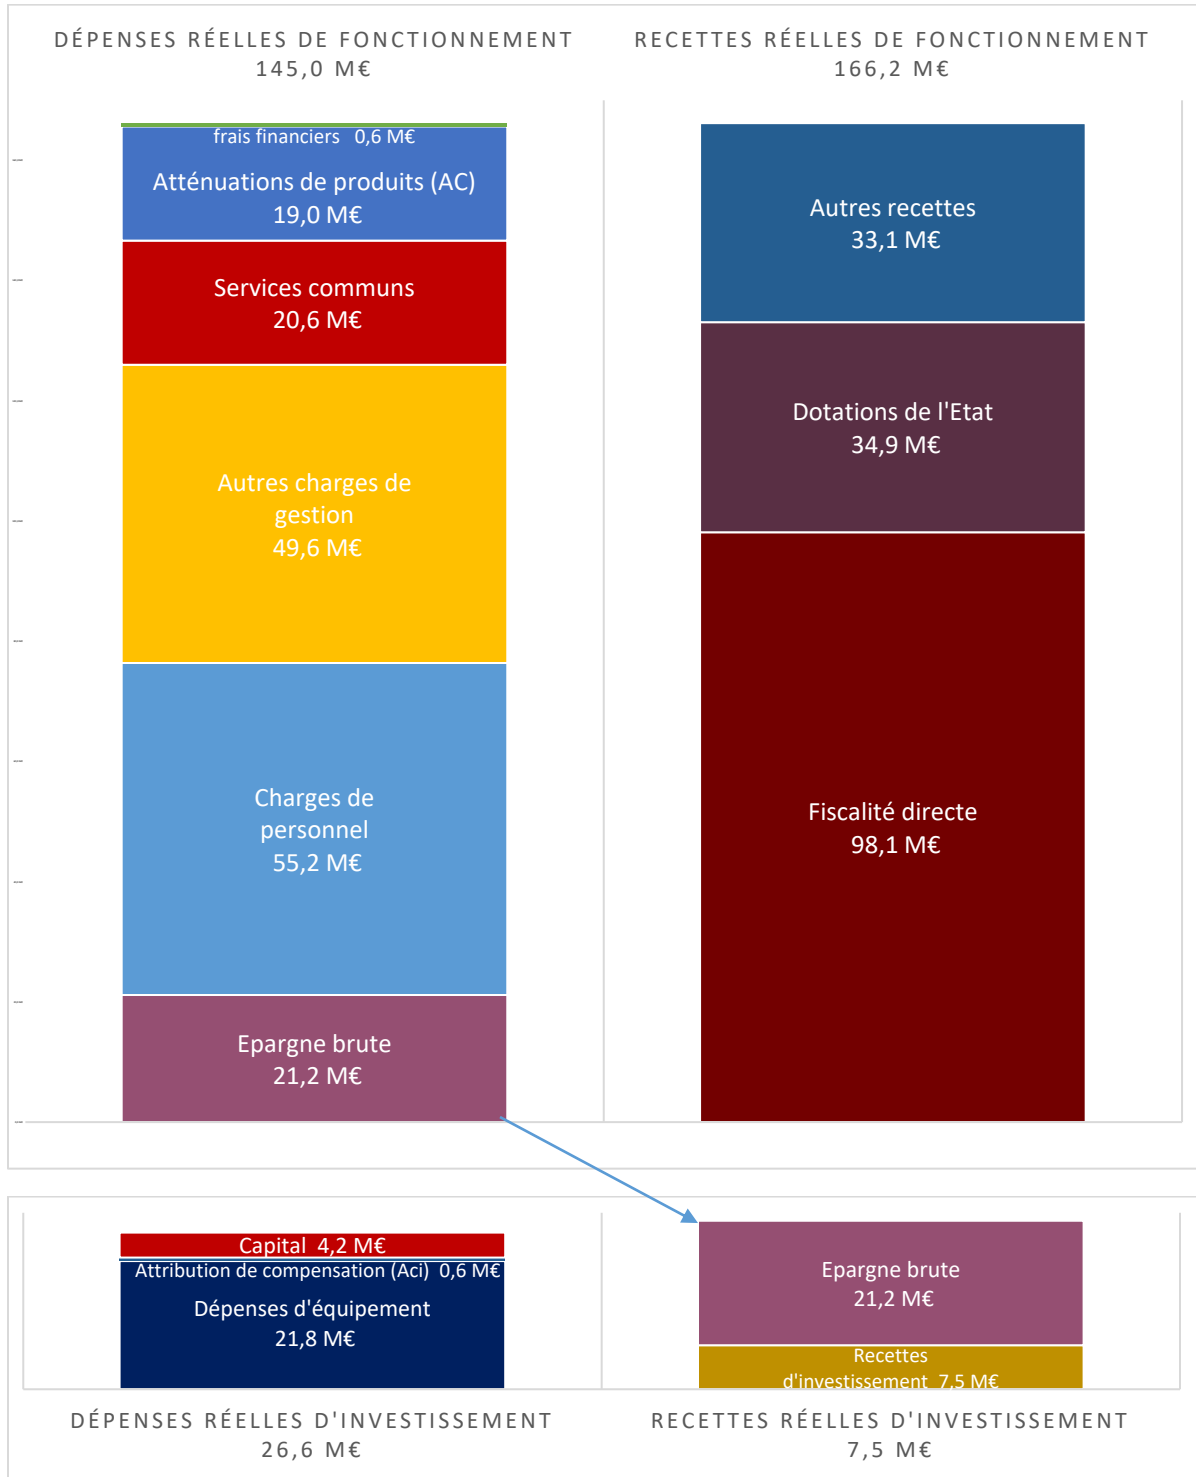 DÉPENSES RÉELLES DE FONCTIONNEMENT
145,0 M€
RECETTES RÉELLES DE FONCTIONNEMENT
166,2 M€
frais financiers 0,6 M€
Atténuations de produits (AC)
19,0 M€
Services communs
20,6 M€
Autres charges de
gestion
49,6 M€
Charges de
personnel
55,2 M€
Epargne brute
21,2 M€
Autres recettes
33,1 M€
Dotations de l'Etat
34,9 M€
Fiscalité directe
98,1 M€
Capital 4,2 M€
Attribution de compensation (Aci) 0,6 M€
Dépenses d'équipement
21,8 M€
Epargne brute
21,2 M€
Recettes
d'investissement 7,5 M€
DÉPENSES RÉELLES D'INVESTISSEMENT
26,6 M€
RECETTES RÉELLES D'INVESTISSEMENT
7,5 M€